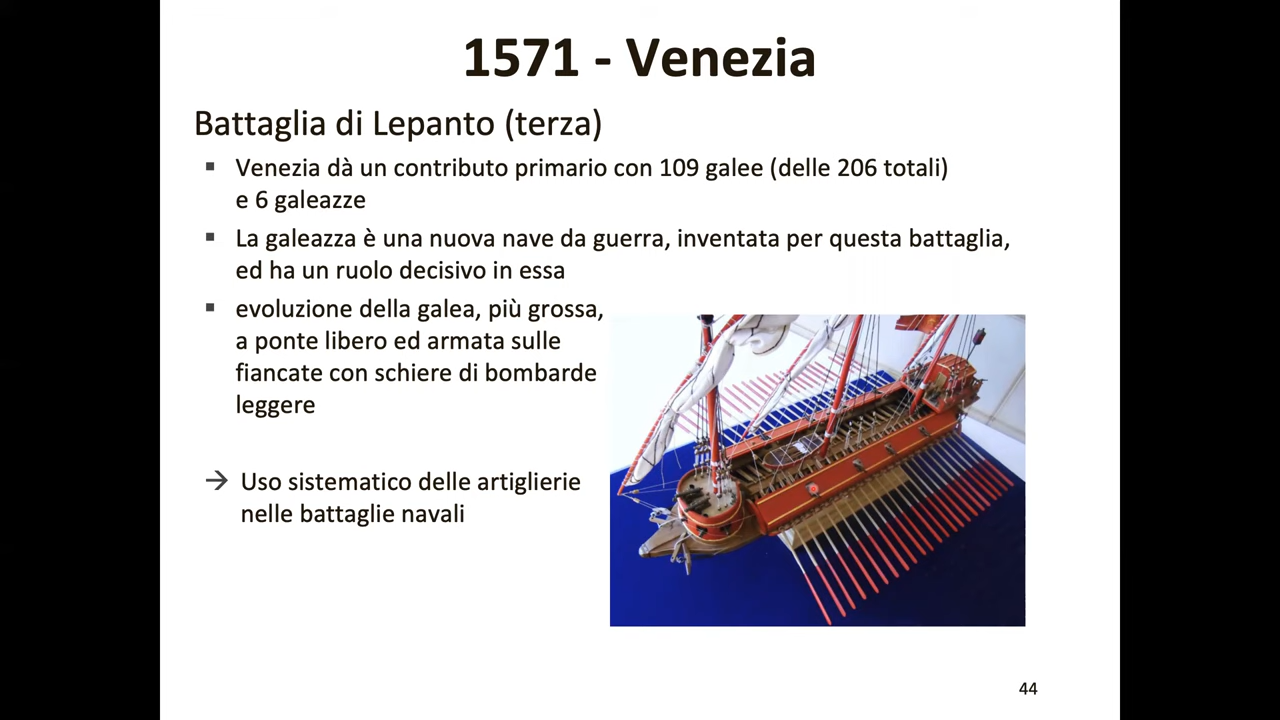 1571 - Venezia
Battaglia di Lepanto (terza)
▪ Venezia dà un contributo primario con 109 galee (delle 206 totali)
e 6 galeazze
▪ La galeazza è una nuova nave da guerra, inventata per questa battaglia,
ed ha un ruolo decisivo in essa
▪ evoluzione della galea, più grossa,
a ponte libero ed armata sulle
fiancate con schiere di bombarde
leggere
→ Uso sistematico delle artiglierie
nelle battaglie navali
44